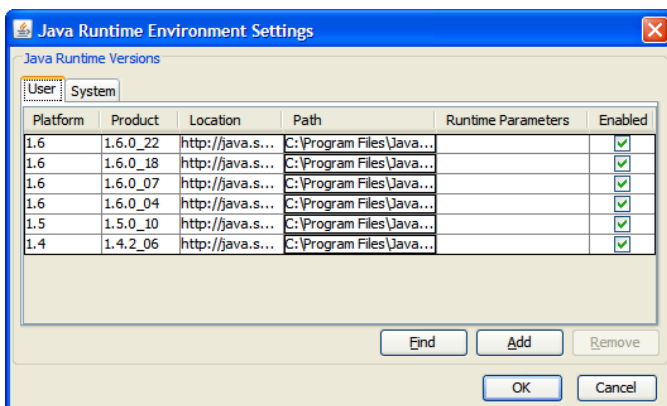 Java Runtime Environment Settings
Java Runtime Versions
User System
Platform Product Location Path Runtime Parameters Enabled
1.6 1.6.0_22 http://java.s... C:\Program Files\Java...
1.6 1.6.0_18 http://java.s... C:\Program Files\Java...
1.6 1.6.0_07 http://java.s... C:\Program Files\Java...
1.6 1.6.0_04 http://java.s... C:\Program Files\Java...
1.5 1.5.0_10 http://java.s... C:\Program Files\Java...
1.4 1.4.2_06 http://java.s... C:\Program Files\Java...
Find Add Remove
OK Cancel